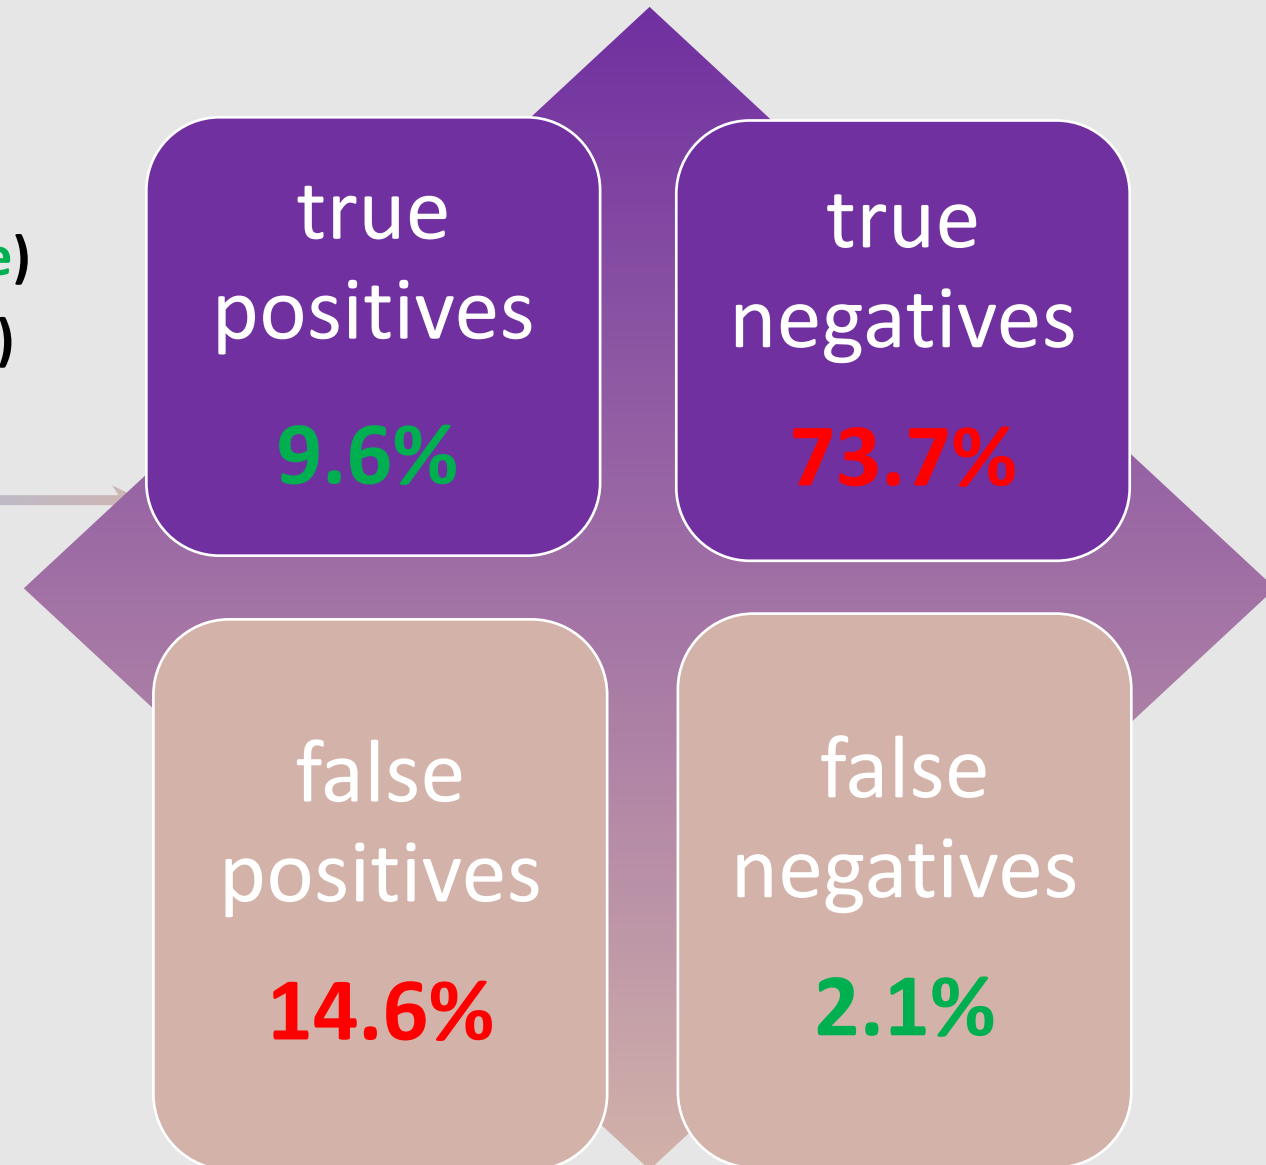 e)
)
true
positives
9.6%
true
negatives
73.7%
false
positives
14.6%
false
negatives
2.1%